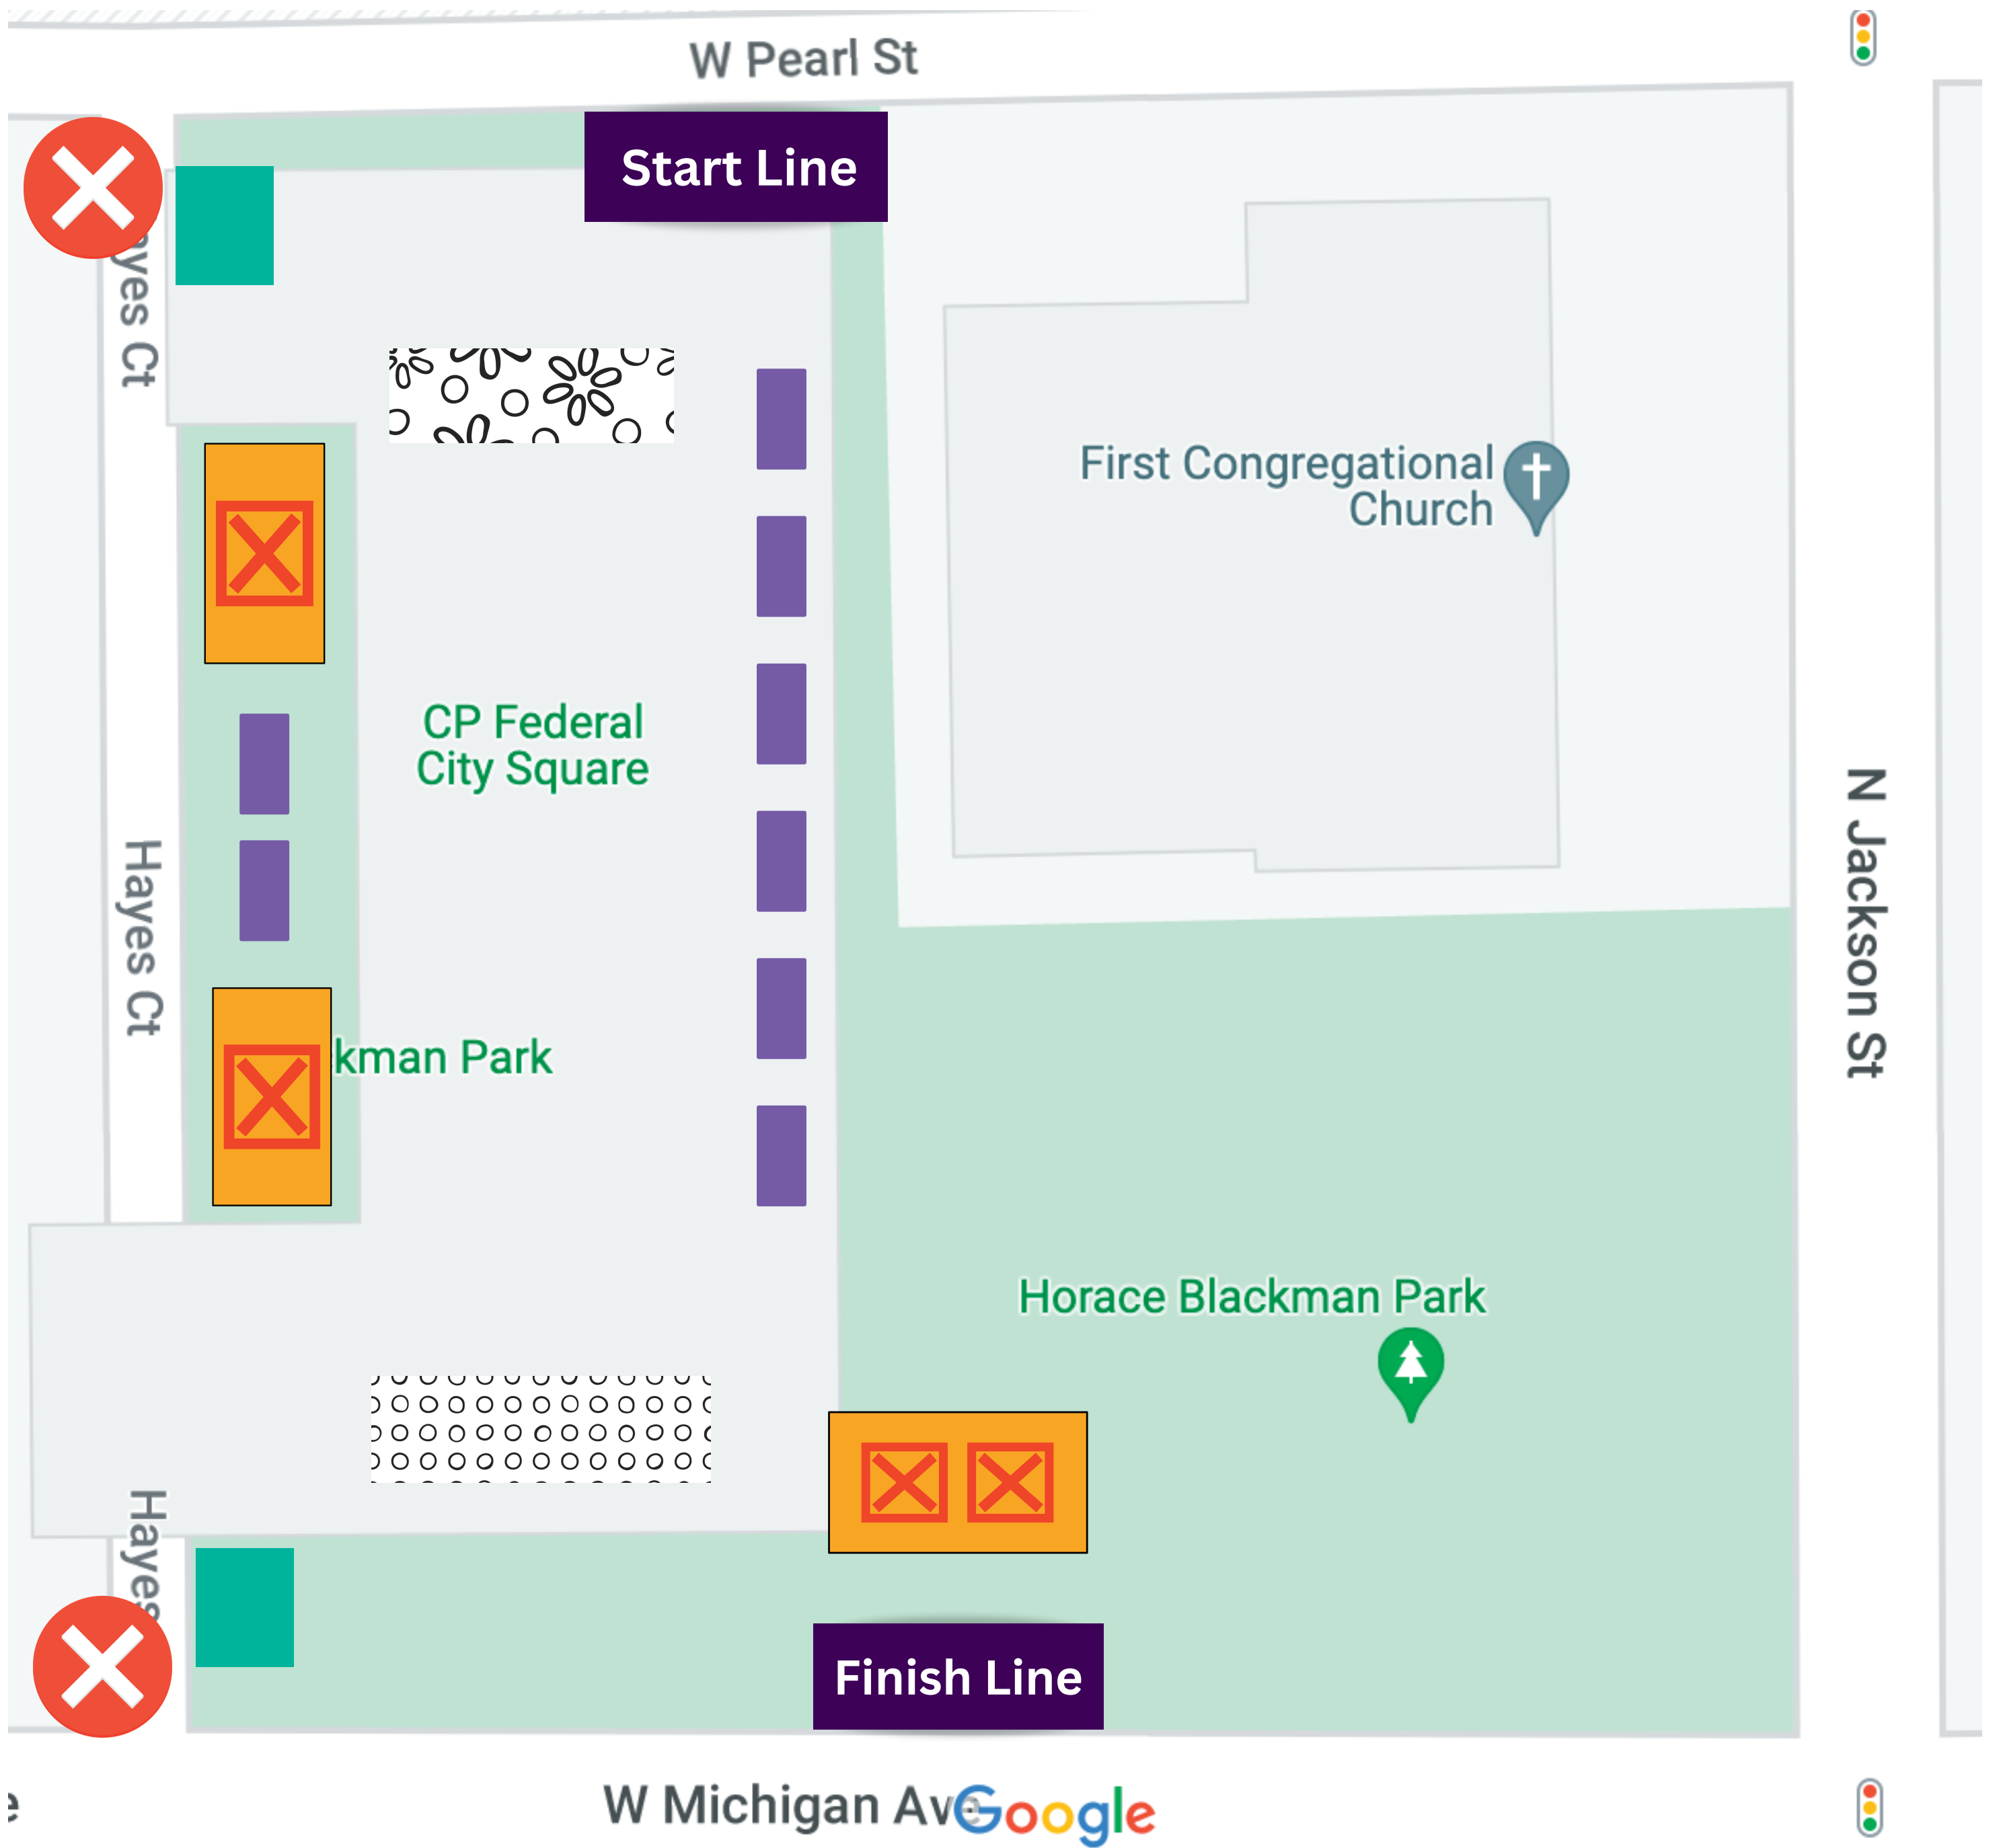 W Pearl St
Start Line
yes Ct
First Congregational
Church
CP Federal
City Square
N Jackson St
Hayes Ct
kman Park
Horace Blackman Park
Hayes
Finish Line
e
W Michigan Ave
Google